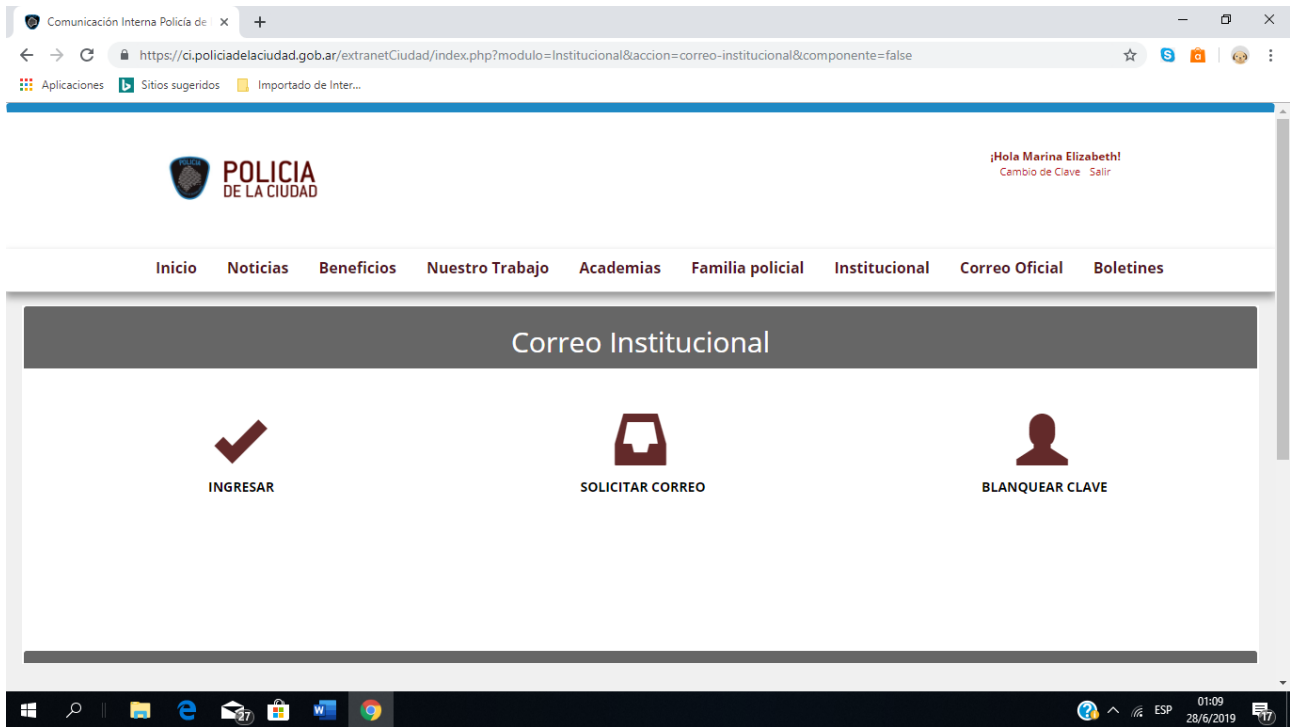 Comunicación Interna Policía de
https://ci.policiadelaciudad.gob.ar/extranetCiudad/index.php?modulo=Institucional&accion=correo-institucional&componente=false
Aplicaciones Sitios sugeridos Importado de Inter...
POLICIA
POLICIA
DE LA CIUDAD
¡Hola Marina Elizabeth!
Cambio de Clave Salir
Inicio Noticias Beneficios Nuestro Trabajo Academias Familia policial Institucional Correo Oficial Boletines
Correo Institucional
INGRESAR SOLICITAR CORREO BLANQUEAR CLAVE
27
ESP
01:09
28/6/2019
17